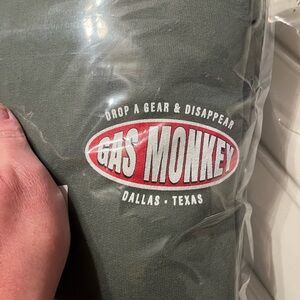 DROP A GEAR & DISAPPEAR
GAS MONKEY
DALLAS · TEXAS